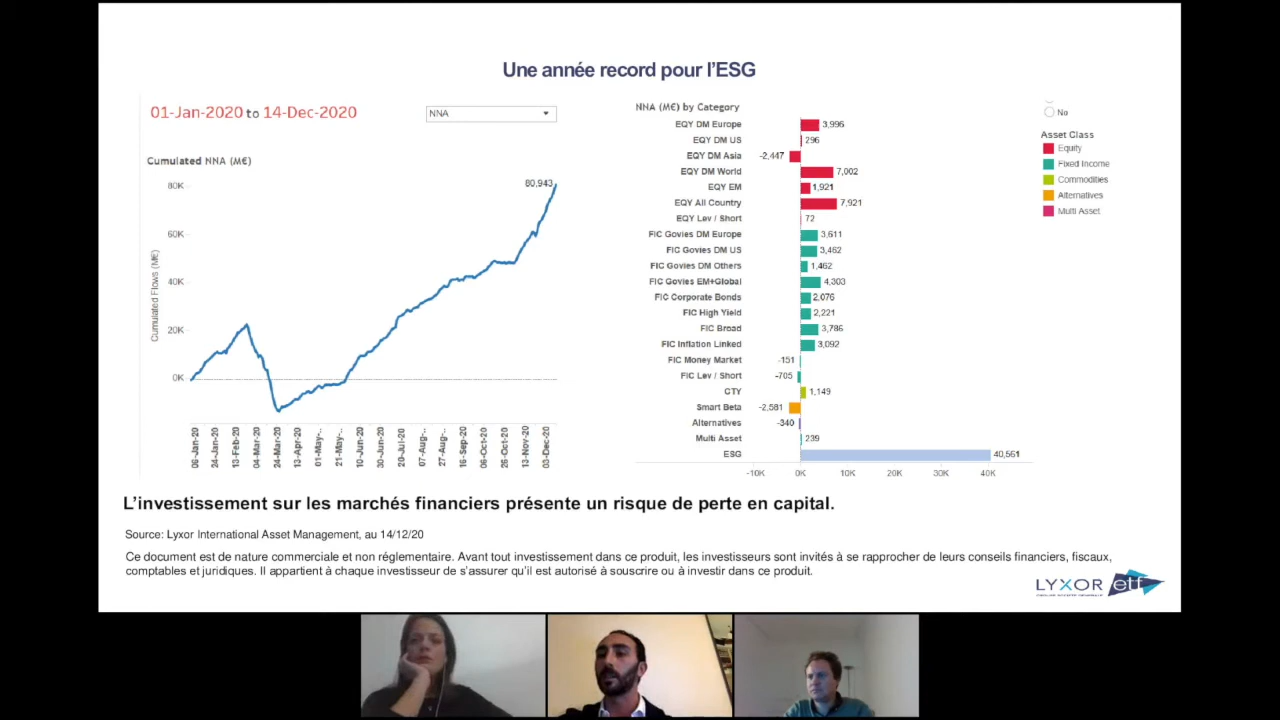 Une année record pour l'ESG
01-Jan-2020 to 14-Dec-2020
NNA
Cumulated NNA (M€)
80,943
80K
60K
40K
20K
0K
Cumulated Flows (M€)
06-Jan-20
24-Jan-20
13-Feb-20
04-Mar-20
24-Mar-20
13-Apr-20
01-May-..
21-May-..
10-Jun-20
30-Jun-20
20-Jul-20
07-Aug-..
27-Aug-..
16-Sep-20
06-Oct-20
26-Oct-20
13-Nov-20
03-Dec-20
NNA (M€) by Category
EQY DM Europe 3,996
EQY DM US 296
EQY DM Asia -2,447
EQY DM World 7,002
EQY EM 1,921
EQY All Country 7,921
EQY Lev / Short 72
FIC Govies DM Europe 3,611
FIC Govies DM US 3,462
FIC Govies DM Others 1,462
FIC Govies EM+Global 4,303
FIC Corporate Bonds 2,076
FIC High Yield 2,221
FIC Broad 3,786
FIC Inflation Linked 3,092
FIC Money Market -151
FIC Lev / Short -705
CTY 1,149
Smart Beta -2,581
Alternatives -340
Multi Asset 239
ESG 40,561
-10K 0K 10K 20K 30K 40K
No
Asset Class
Equity
Fixed Income
Commodities
Alternatives
Multi Asset
L'investissement sur les marchés financiers présente un risque de perte en capital.
Source: Lyxor International Asset Management, au 14/12/20
Ce document est de nature commerciale et non réglementaire. Avant tout investissement dans ce produit, les investisseurs sont invités à se rapprocher de leurs conseils financiers, fiscaux,
comptables et juridiques. Il appartient à chaque investisseur de s'assurer qu'il est autorisé à souscrire ou à investir dans ce produit.
LYXOR etf